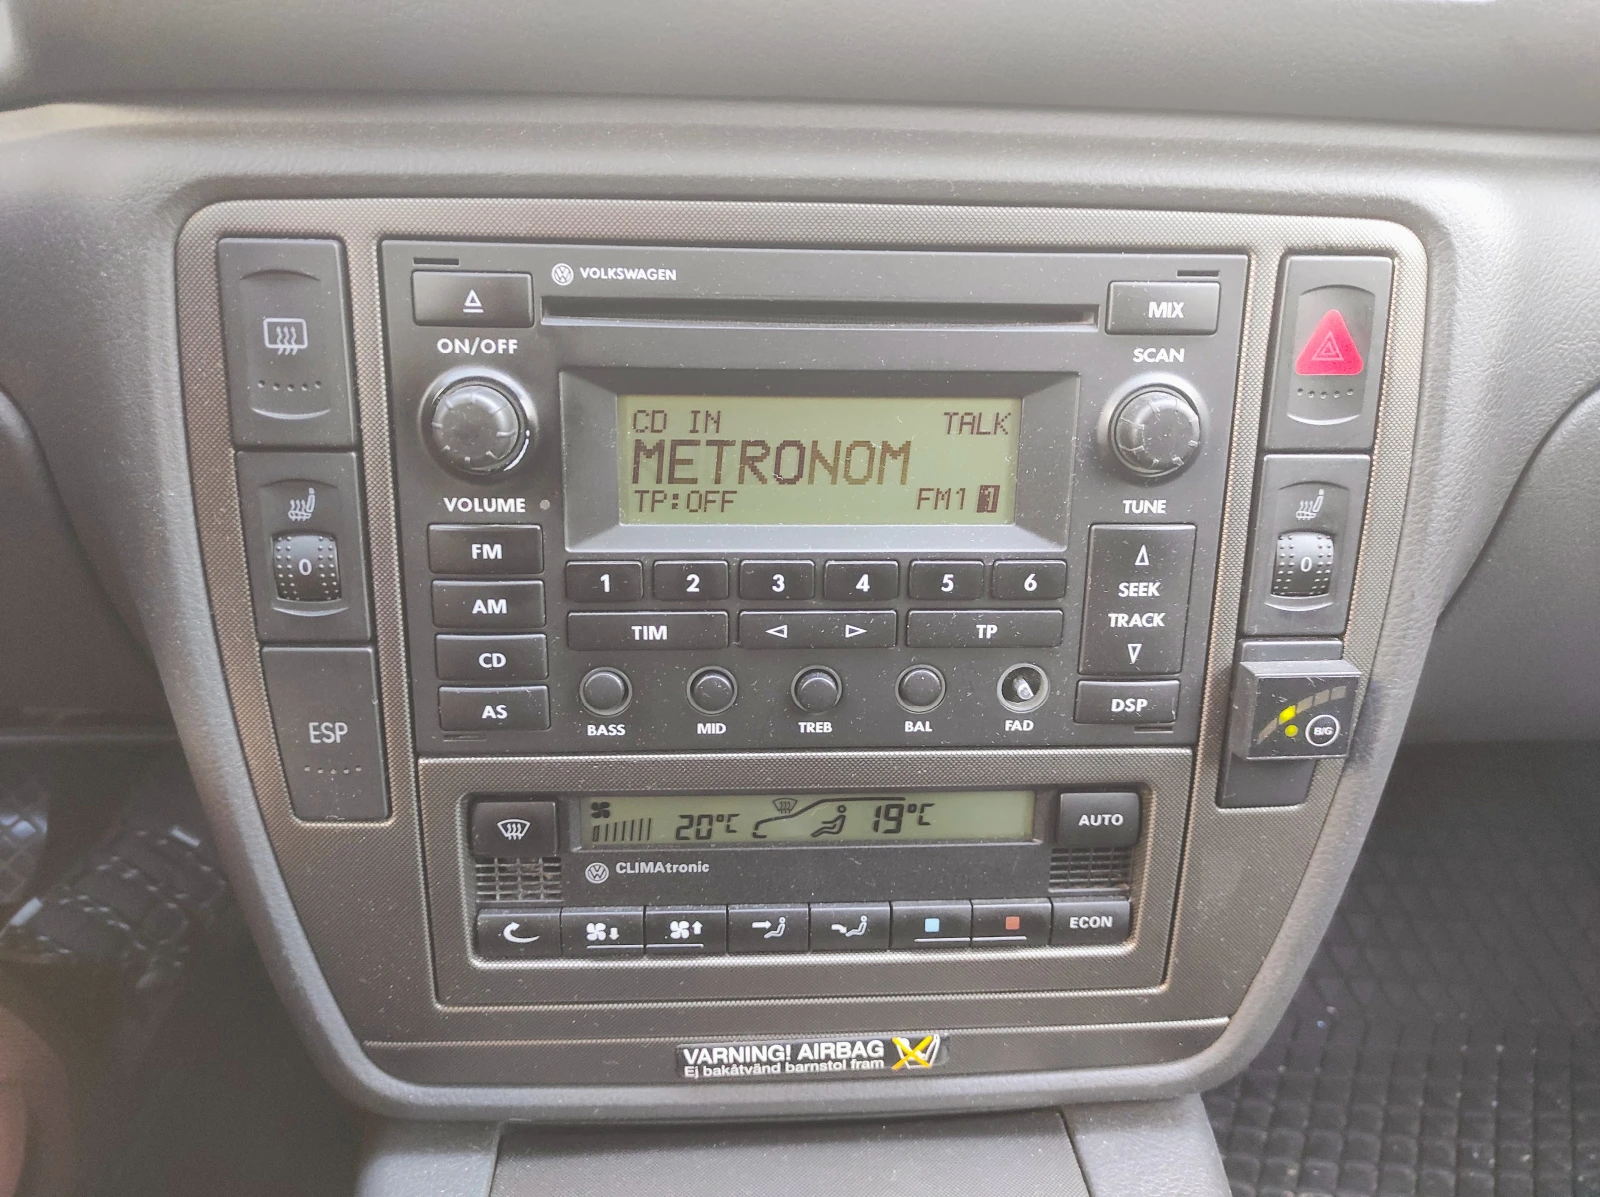 VOLKSWAGEN
MIX
ON/OFF
SCAN
CD IN TALK
METRONOM
TP:OFF FM1 1
VOLUME
TUNE
FM
AM
CD
AS
1 2 3 4 5 6
TIM TP
BASS MID TREB BAL FAD
SEEK
TRACK
DSP
0
ESP
0
B/G
20°C 19°C
AUTO
CLIMAtronic
ECON
VARNING! AIRBAG
Ej bakåtvänd barnstol fram